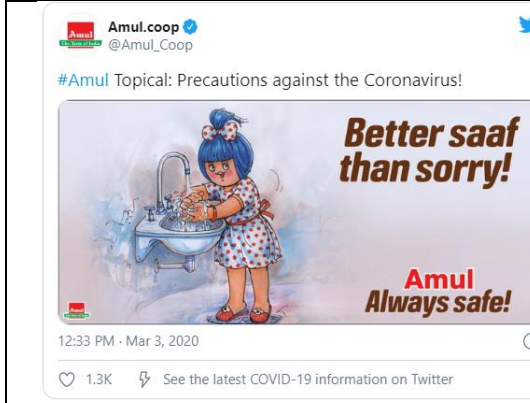 Amul.coop
@Amul_Coop
#Amul Topical: Precautions against the Coronavirus!
Better saaf
than sorry!
Amul
Always safe!
12:33 PM · Mar 3, 2020
1.3K See the latest COVID-19 information on Twitter